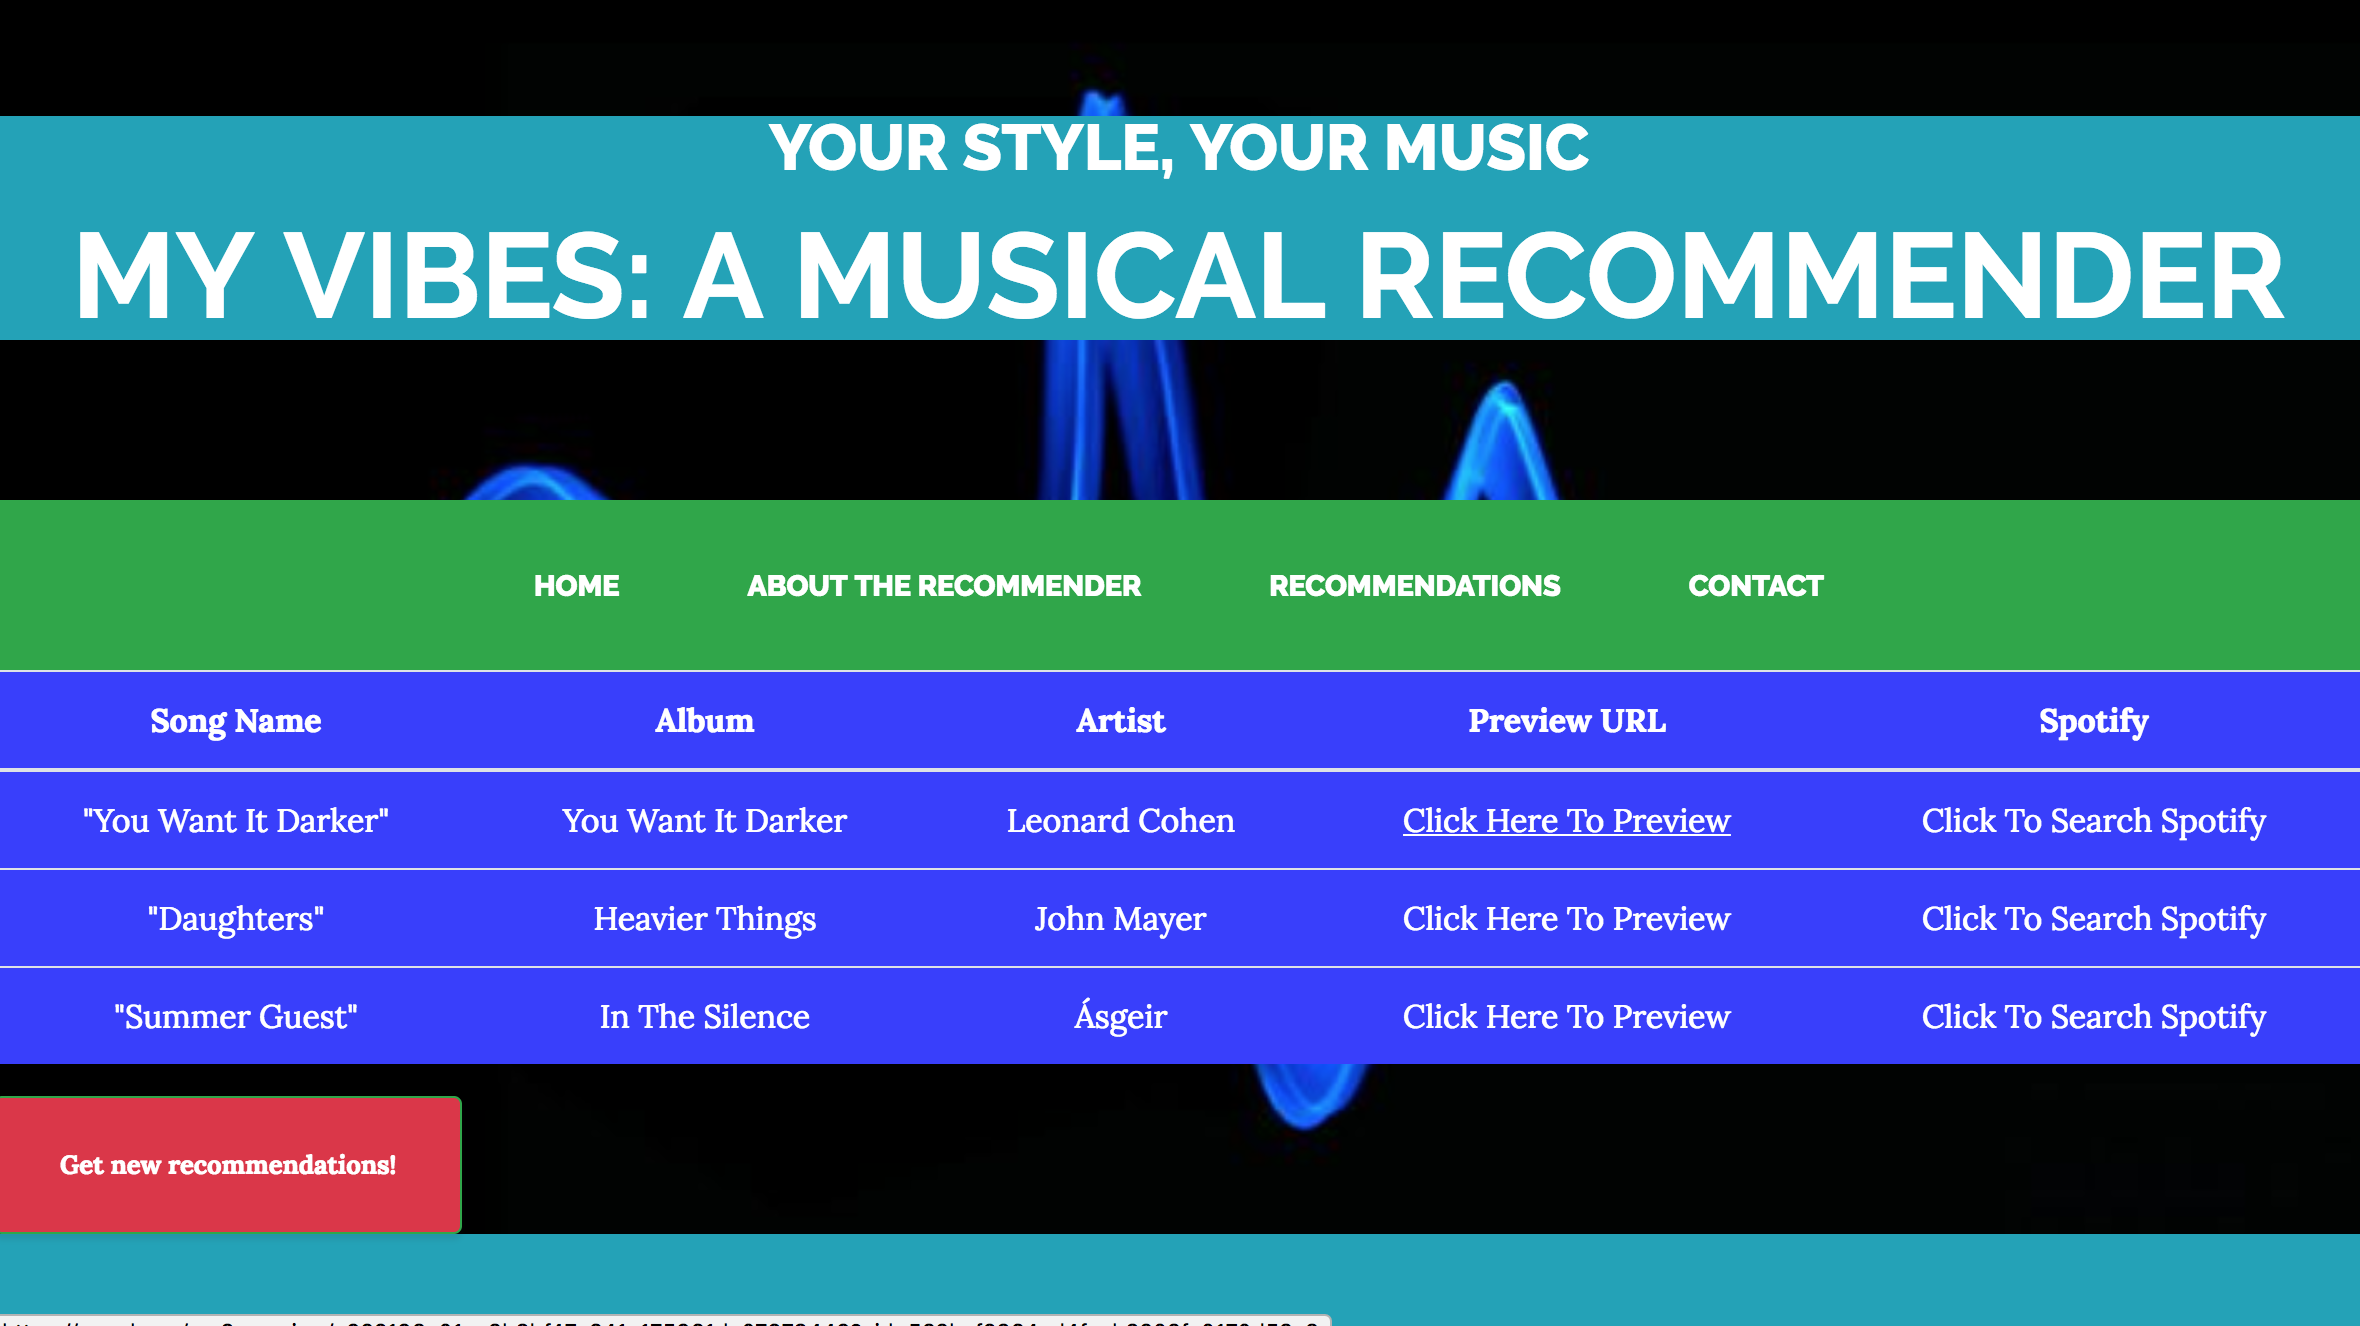 YOUR STYLE, YOUR MUSIC
MY VIBES: A MUSICAL RECOMMENDER
HOME ABOUT THE RECOMMENDER RECOMMENDATIONS CONTACT
Song Name Album Artist Preview URL Spotify
"You Want It Darker" You Want It Darker Leonard Cohen Click Here To Preview Click To Search Spotify
"Daughters" Heavier Things John Mayer Click Here To Preview Click To Search Spotify
"Summer Guest" In The Silence Ásgeir Click Here To Preview Click To Search Spotify
Get new recommendations!